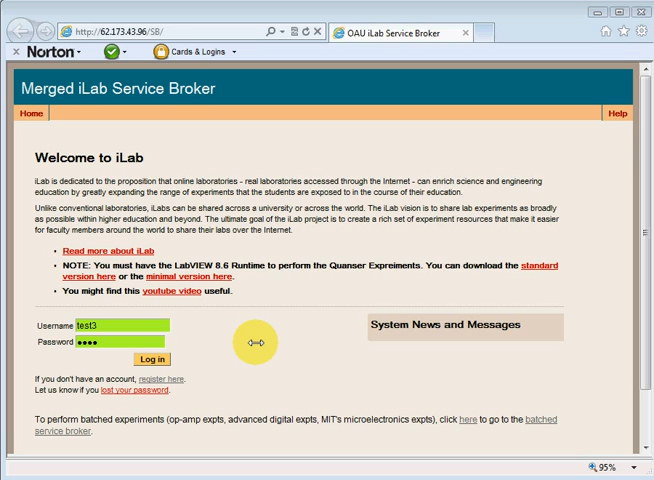 http://62.173.43.96/SB/
OAU iLab Service Broker
Norton
Cards & Logins
Merged iLab Service Broker
Home
Help
Welcome to iLab
iLab is dedicated to the proposition that online laboratories - real laboratories accessed through the Internet - can enrich science and engineering
education by greatly expanding the range of experiments that the students are exposed to in the course of their education.
Unlike conventional laboratories, iLabs can be shared across a university or across the world. The iLab vision is to share lab experiments as broadly
as possible within higher education and beyond. The ultimate goal of the iLab project is to create a rich set of experiment resources that make it easier
for faculty members around the world to share their labs over the Internet.
• Read more about iLab
• NOTE: You must have the LabVIEW 8.6 Runtime to perform the Quanser Expreiments. You can download the standard
version here or the minimal version here.
• You might find this youtube video useful.
Username test3
Password ••••
Log in
System News and Messages
If you don't have an account, register here.
Let us know if you lost your password.
To perform batched experiments (op-amp expts, advanced digital expts, MIT's microelectronics expts), click here to go to the batched
service broker.
95%